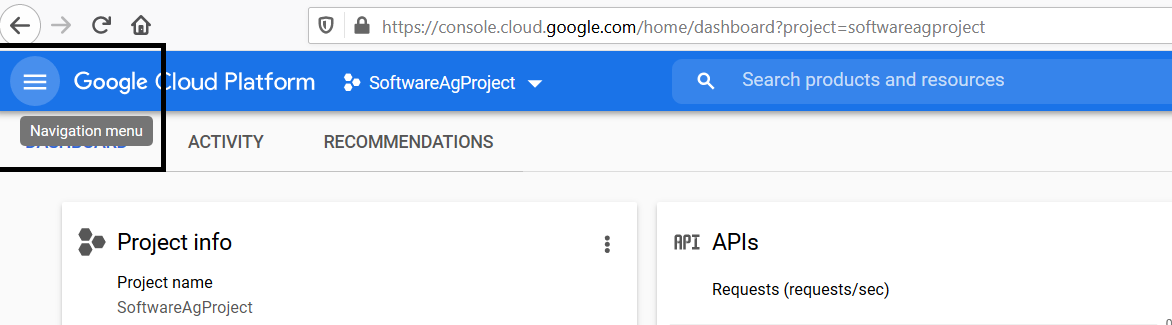 https://console.cloud.google.com/home/dashboard?project=softwareagproject
Google Cloud Platform SoftwareAgProject Search products and resources
Navigation menu
DASHBOARD ACTIVITY RECOMMENDATIONS
Project info
API APIs
Project name
Requests (requests/sec)
SoftwareAgProject